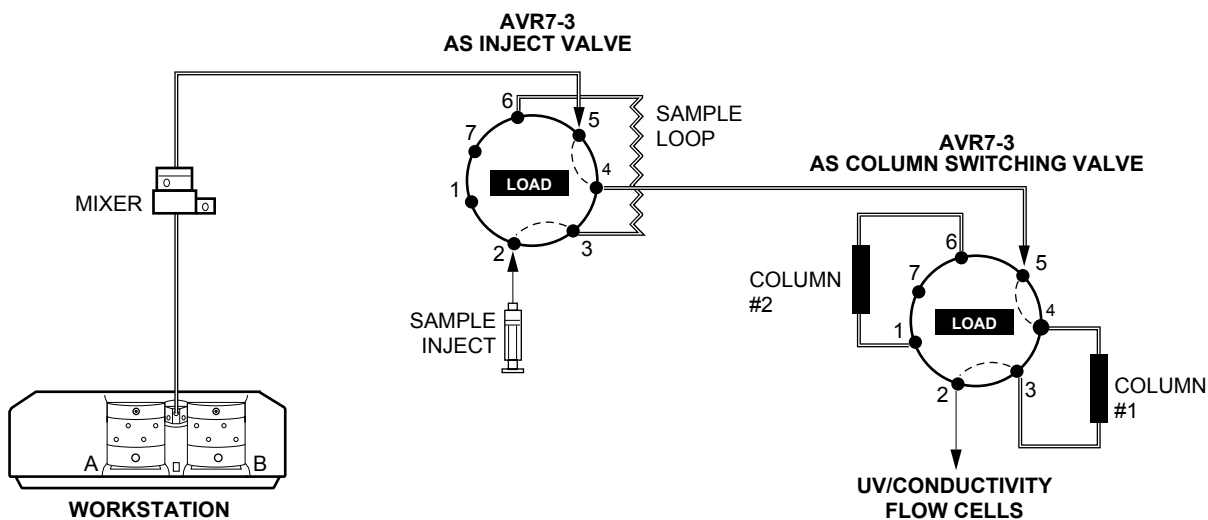 AVR7-3
AS INJECT VALVE
6
5
7
SAMPLE
LOOP
LOAD
4
1
2
3
MIXER
SAMPLE
INJECT
AVR7-3
AS COLUMN SWITCHING VALVE
6
5
7
COLUMN
#2
LOAD
4
1
2
3
COLUMN
#1
A
B
WORKSTATION
UV/CONDUCTIVITY
FLOW CELLS